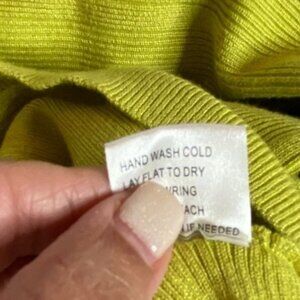 HAND WASH COLD
LAY FLAT TO DRY
WRING
IF NEEDED